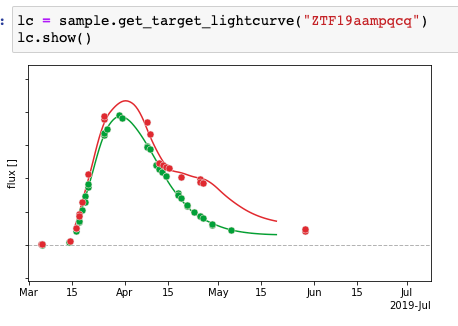 :
lc = sample.get_target_lightcurve("ZTF19aampqcq")
lc.show()
flux []
Mar 15 Apr 15 May 15 Jun 15 Jul
2019-Jul